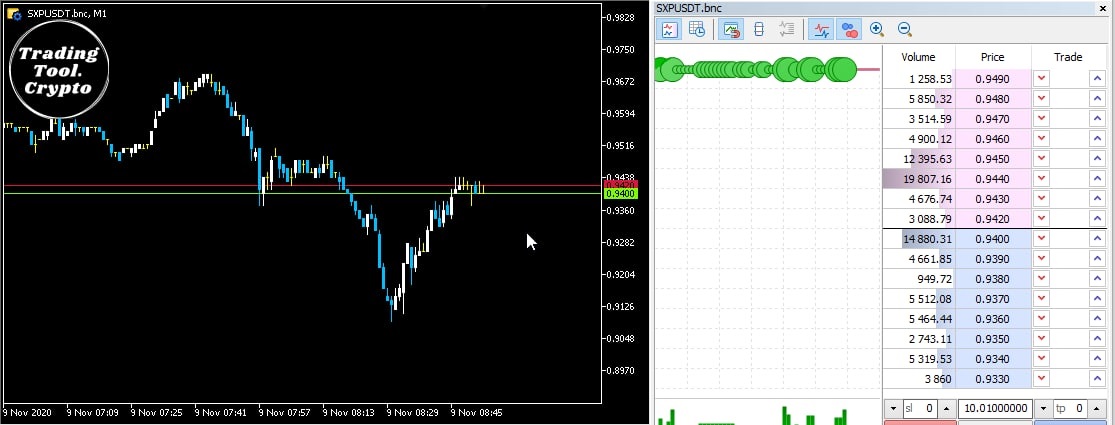 SXPUSDT.bnc, M1
Trading
Tool.
Crypto
0.9828
0.9750
0.9672
0.9594
0.9516
0.9438
0.9420
0.9400
0.9360
0.9282
0.9204
0.9126
0.9048
0.8970
9 Nov 2020 9 Nov 07:09 9 Nov 07:25 9 Nov 07:41 9 Nov 07:57 9 Nov 08:13 9 Nov 08:29 9 Nov 08:45
SXPUSDT.bnc
Volume Price Trade
1 258.53 0.9490
5 850.32 0.9480
3 514.59 0.9470
4 900.12 0.9460
12 395.63 0.9450
19 807.16 0.9440
4 676.74 0.9430
3 088.79 0.9420
14 880.31 0.9400
4 661.85 0.9390
949.72 0.9380
5 512.08 0.9370
5 464.44 0.9360
2 743.11 0.9350
5 319.53 0.9340
3 860 0.9330
sl 0 10.01000000 tp 0